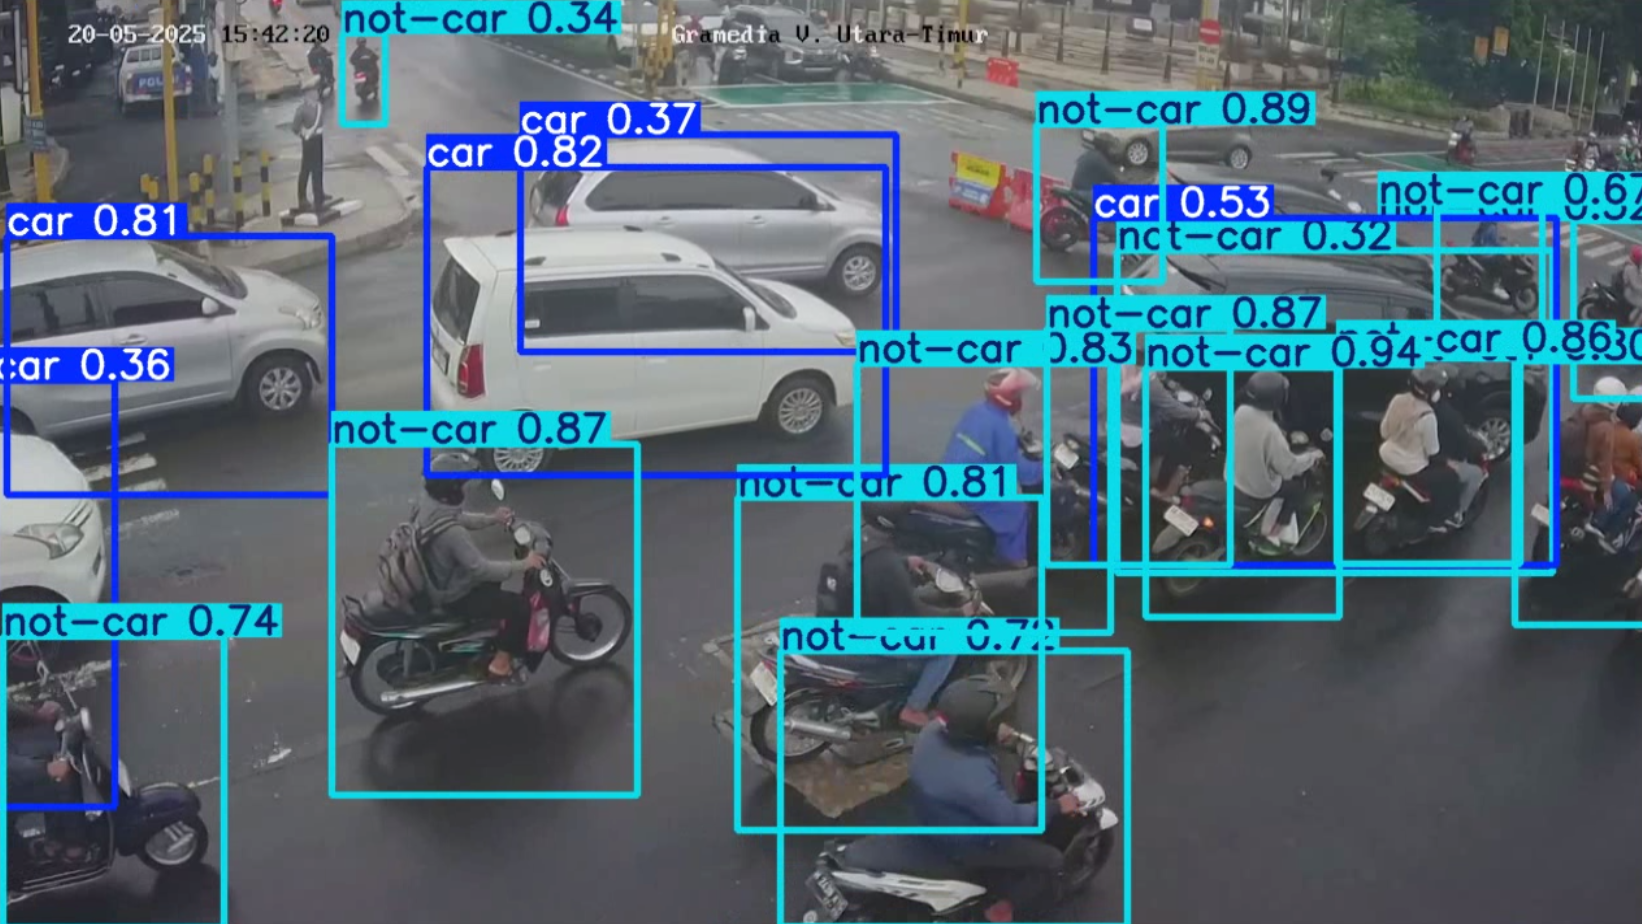 not-car 0.34
20-05-2025 15:42:20
Gramedia V. Utara-Timur
not-car 0.89
car 0.37
car 0.82
not-car 0.67
car 0.53
car 0.81
0.32
not-car 0.87
not-car 0.83
not-car 0.94
car 0.86
car 0.36
not-car 0.87
not-car 0.81
not-car 0.74
not-car 0.72